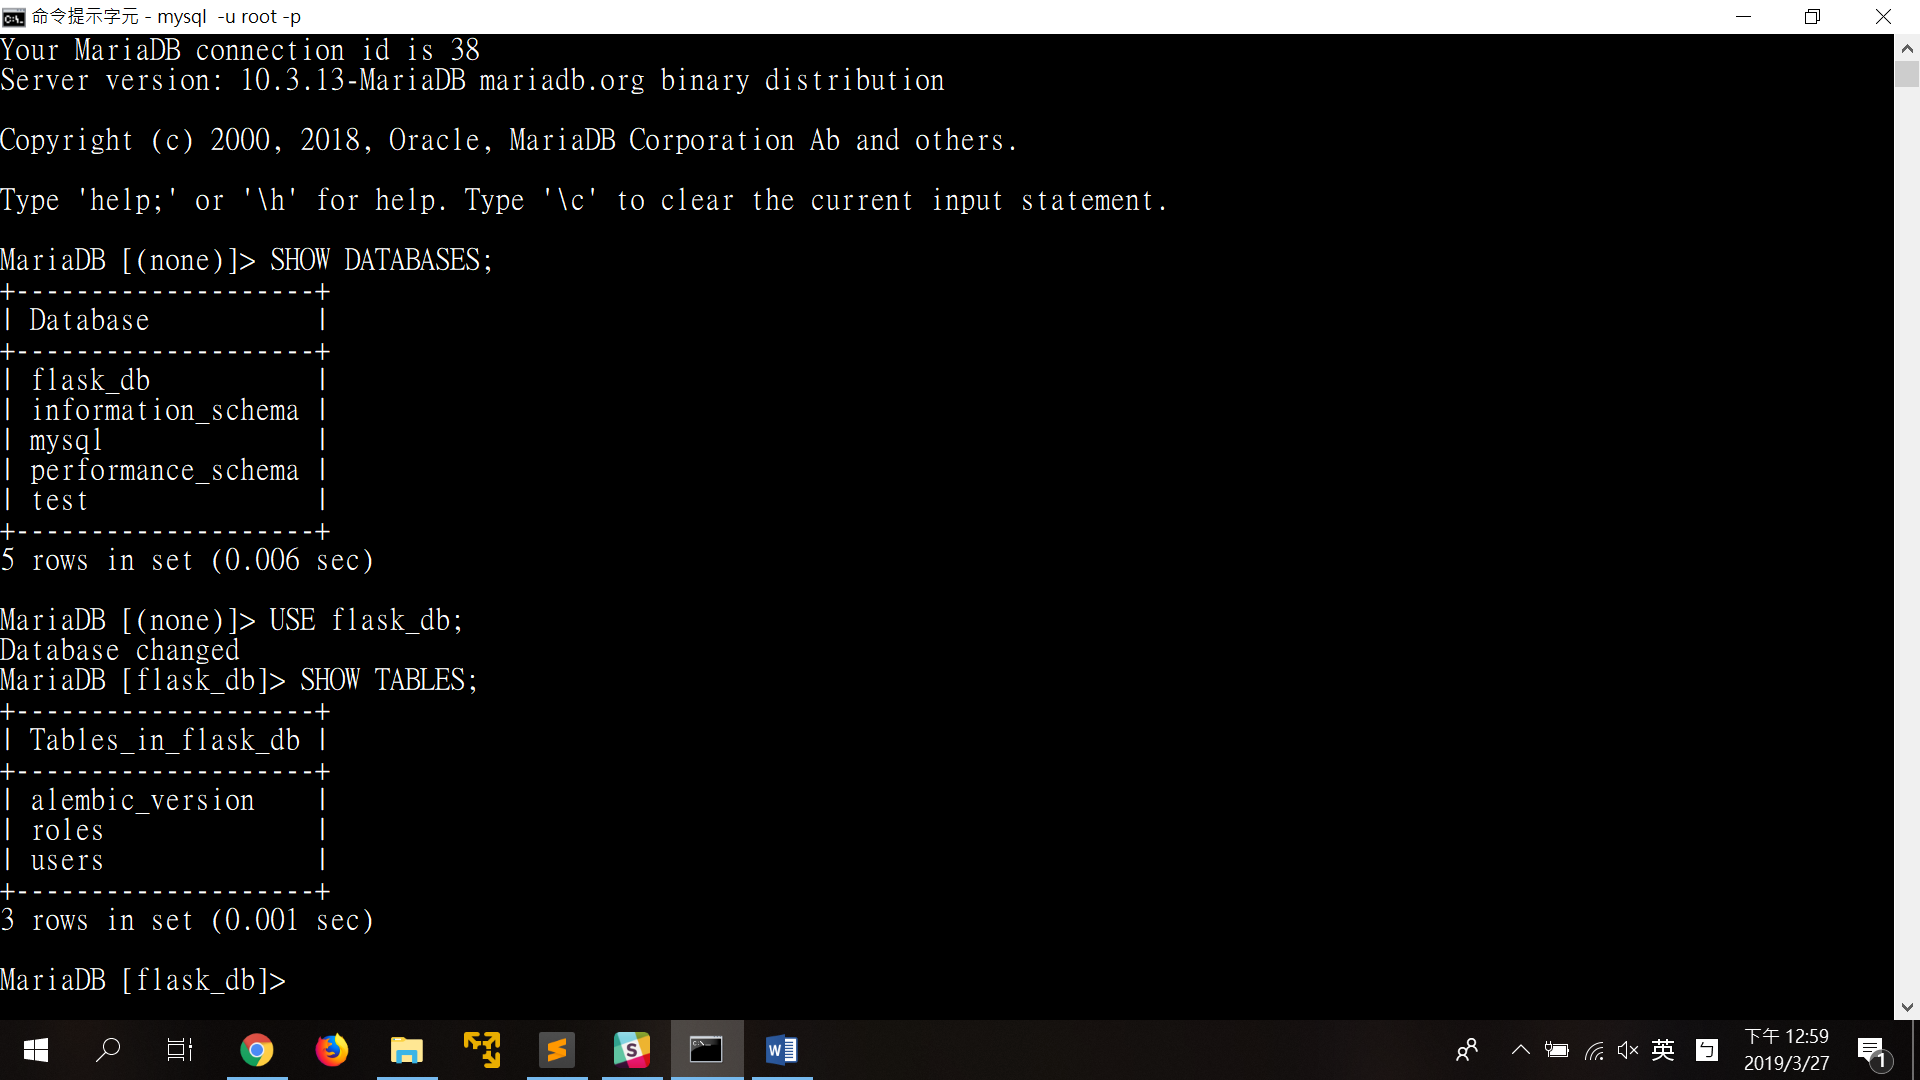 命令提示字元 - mysql  -u root -p
Your MariaDB connection id is 38
Server version: 10.3.13-MariaDB mariadb.org binary distribution
Copyright (c) 2000, 2018, Oracle, MariaDB Corporation Ab and others.
Type 'help;' or '\h' for help. Type '\c' to clear the current input statement.
MariaDB [(none)]> SHOW DATABASES;
+--------------------+
| Database           |
+--------------------+
| flask_db           |
| information_schema |
| mysql              |
| performance_schema |
| test               |
+--------------------+
5 rows in set (0.006 sec)
MariaDB [(none)]> USE flask_db;
Database changed
MariaDB [flask_db]> SHOW TABLES;
+--------------------+
| Tables_in_flask_db |
+--------------------+
| alembic_version    |
| roles              |
| users              |
+--------------------+
3 rows in set (0.001 sec)
MariaDB [flask_db]>
英 ㄅ 下午 12:59
2019/3/27
1